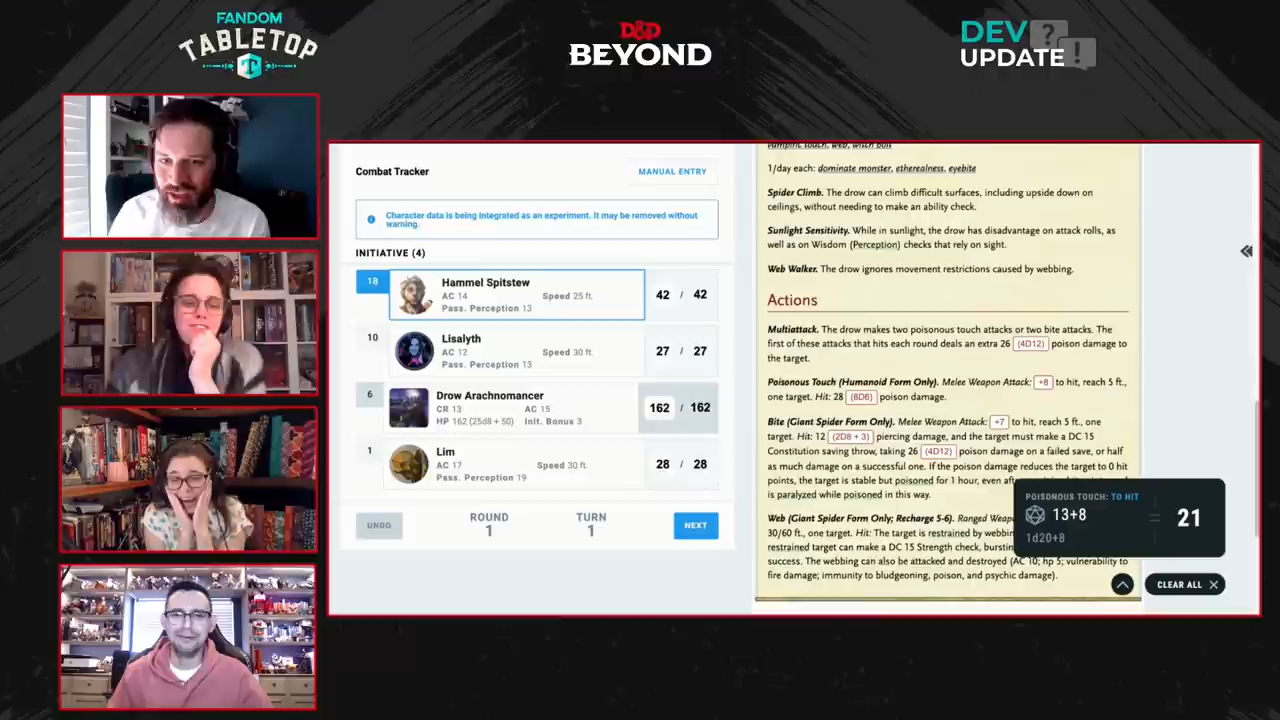 FANDOM
TABLETOP
T
D&D
BEYOND
DEV ?
UPDATE !
Combat Tracker
MANUAL ENTRY
Character data is being integrated as an experiment. It may be removed without
warning.
INITIATIVE (4)
18
Hammel Spitstew
AC 14 Speed 25 ft.
Pass. Perception 13
42 / 42
10
Lisalyth
AC 12 Speed 30 ft.
Pass. Perception 13
27 / 27
6
Drow Arachnomancer
CR 13 AC 15
HP 162 (25d8 + 50) Init. Bonus 3
162 / 162
1
Lim
AC 17 Speed 30 ft.
Pass. Perception 19
28 / 28
UNDO
ROUND
1
TURN
1
NEXT
vampiric touch, web, witch bolt
1/day each: dominate monster, etherealness, eyebite
Spider Climb. The drow can climb difficult surfaces, including upside down on
ceilings, without needing to make an ability check.
Sunlight Sensitivity. While in sunlight, the drow has disadvantage on attack rolls, as
well as on Wisdom (Perception) checks that rely on sight.
Web Walker. The drow ignores movement restrictions caused by webbing.
Actions
Multiattack. The drow makes two poisonous touch attacks or two bite attacks. The
first of these attacks that hits each round deals an extra 26 (4D12) poison damage to
the target.
Poisonous Touch (Humanoid Form Only). Melee Weapon Attack: +8 to hit, reach 5 ft.,
one target. Hit: 28 (8D6) poison damage.
Bite (Giant Spider Form Only). Melee Weapon Attack: +7 to hit, reach 5 ft., one
target. Hit: 12 (2D8 + 3) piercing damage, and the target must make a DC 15
Constitution saving throw, taking 26 (4D12) poison damage on a failed save, or half
as much damage on a successful one. If the poison damage reduces the target to 0 hit
points, the target is stable but poisoned for 1 hour, even
is paralyzed while poisoned in this way.
Web (Giant Spider Form Only; Recharge 5-6). Ranged
30/60 ft., one target. Hit: The target is restrained by
restrained target can make a DC 15 Strength check,
success. The webbing can also be attacked and destroyed (AC 10; hp 5; vulnerability to
fire damage; immunity to bludgeoning, poison, and psychic damage).
POISONOUS TOUCH: TO HIT
13+8 = 21
1d20+8
CLEAR ALL